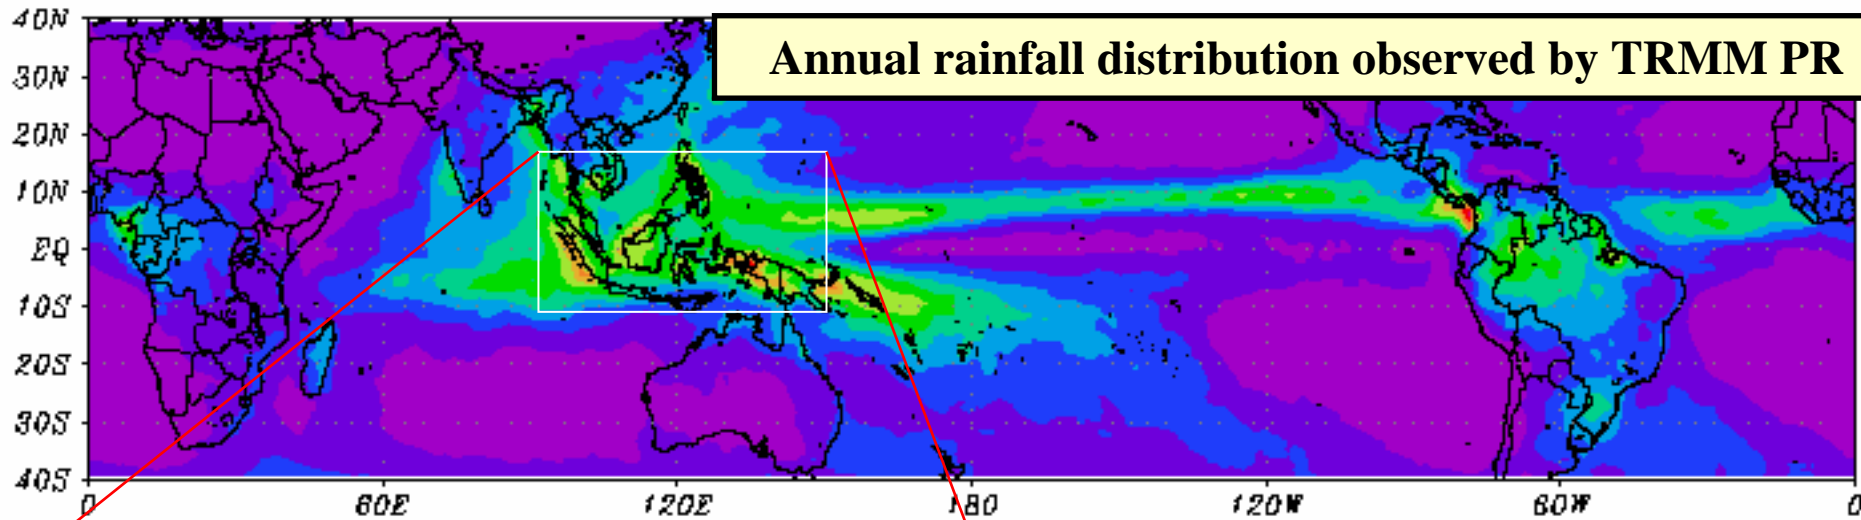 Annual rainfall distribution observed by TRMM PR
40N
30N
20N
10N
EQ
10S
20S
30S
40S
0 60E 120E 180 120W 60W 0